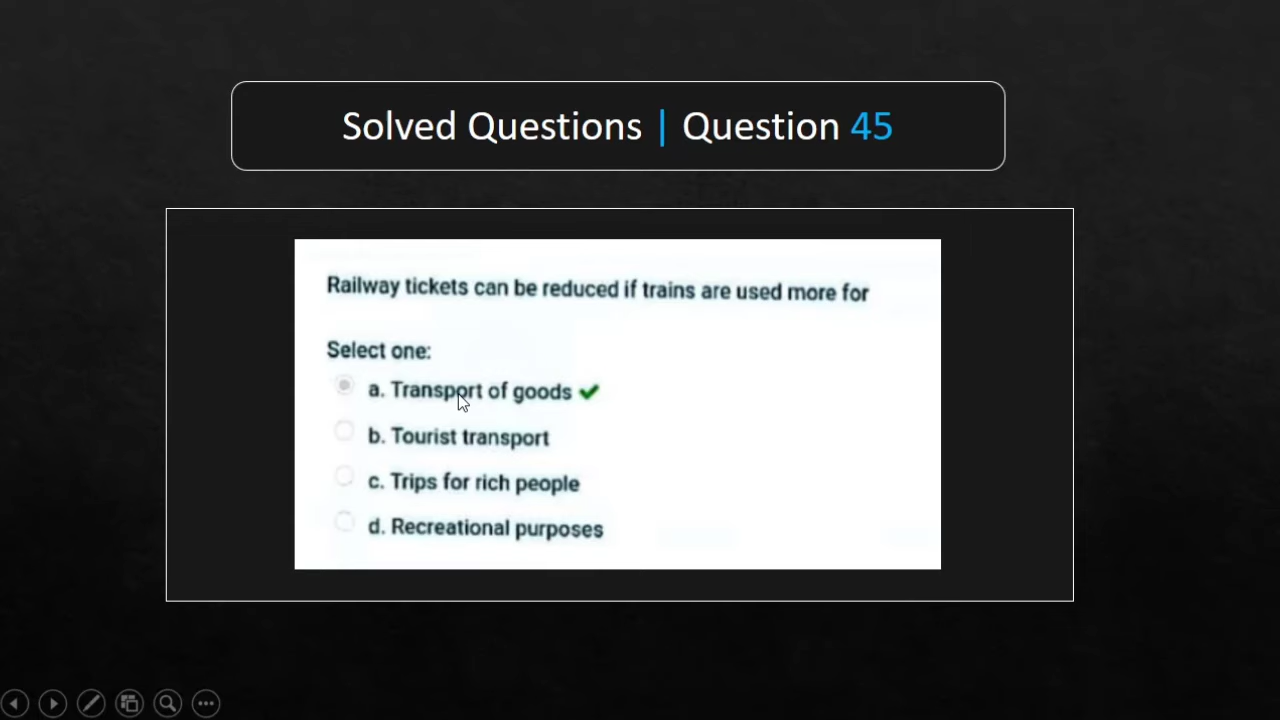 Solved Questions | Question 45
Railway tickets can be reduced if trains are used more for
Select one:
a. Transport of goods
b. Tourist transport
c. Trips for rich people
d. Recreational purposes